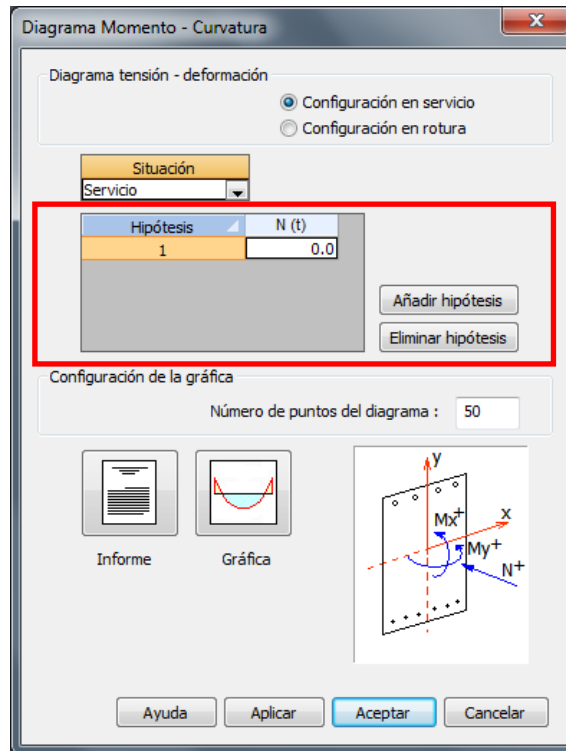 Diagrama Momento - Curvatura
Diagrama tensión - deformación
Configuración en servicio
Configuración en rotura
Situación
Servicio
Hipótesis N (t)
1 0.0
Añadir hipótesis
Eliminar hipótesis
Configuración de la gráfica
Número de puntos del diagrama : 50
Informe Gráfica
y
x
Mx+
My+
N+
Ayuda Aplicar Aceptar Cancelar